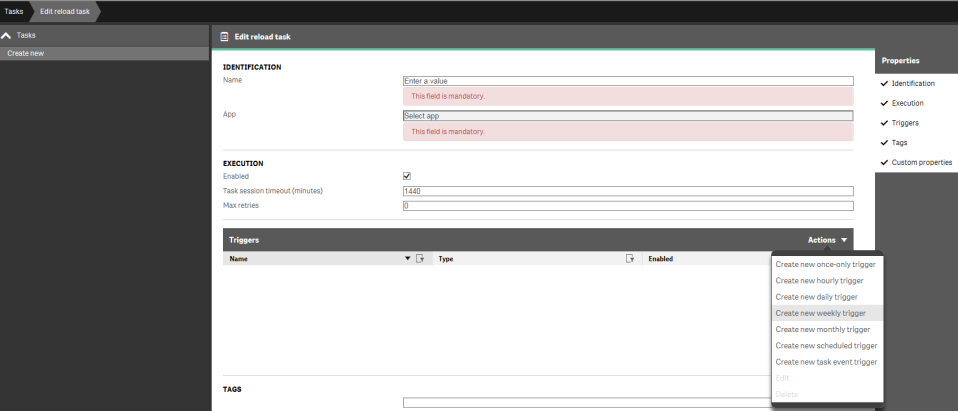 Tasks
Edit reload task
Tasks
Create new
Edit reload task
IDENTIFICATION
Name
Enter a value
This field is mandatory.
App
Select app
This field is mandatory.
EXECUTION
Enabled
Task session timeout (minutes)
1440
Max retries
0
Triggers
Actions
Name
Type
Enabled
Create new once-only trigger
Create new hourly trigger
Create new daily trigger
Create new weekly trigger
Create new monthly trigger
Create new scheduled trigger
Create new task event trigger
Edit
Delete
TAGS
Properties
Identification
Execution
Triggers
Tags
Custom properties